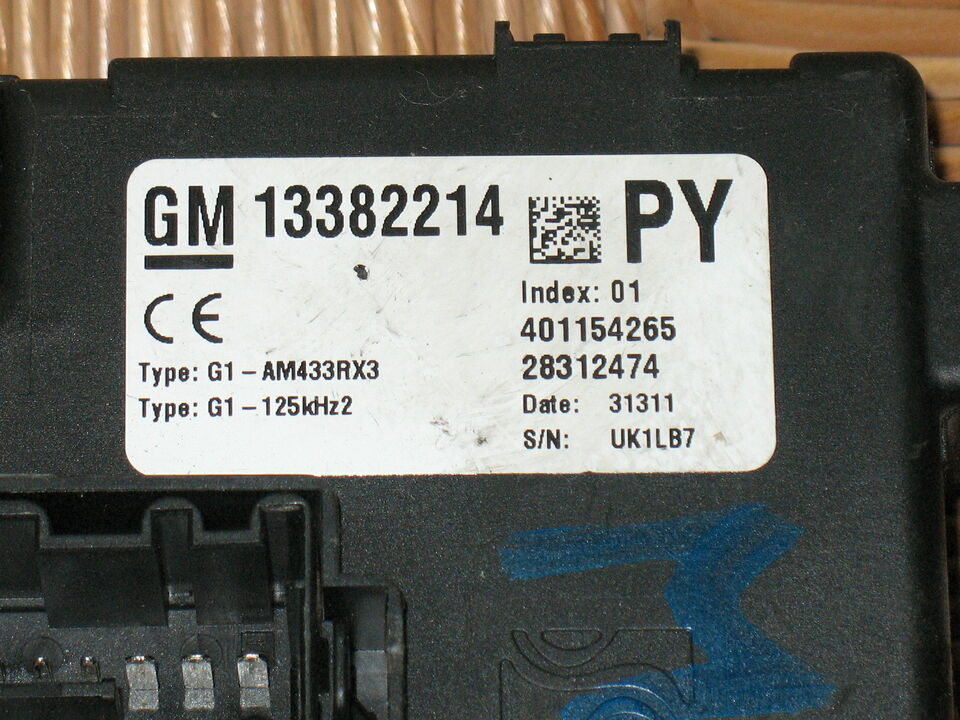 GM 13382214 PY
CE
Type: G1-AM433RX3
Type: G1-125kHz2
Index: 01
401154265
28312474
Date: 31311
S/N: UK1LB7